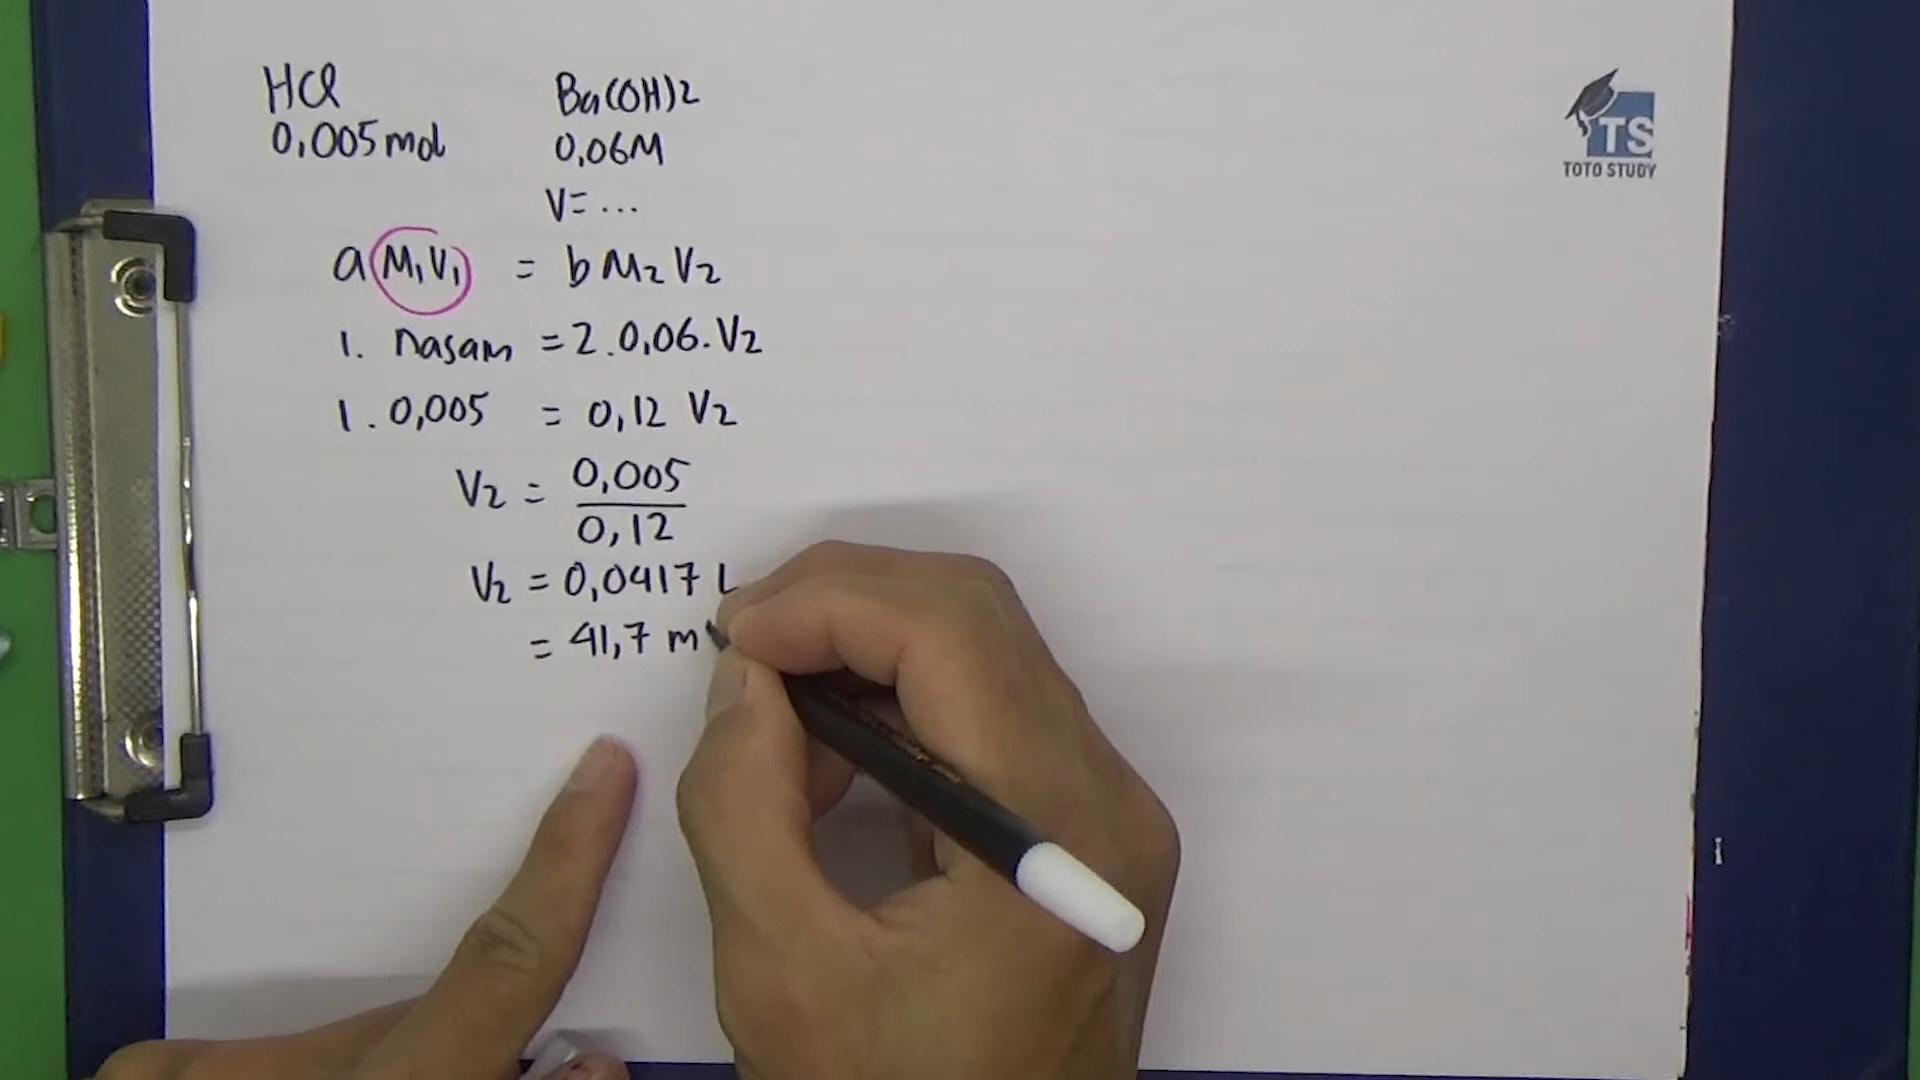 HCl
0,005 mol
Ba(OH)2
0,06M
V = ...
a M₁V₁ = b M₂ V₂
1. nasam = 2.0,06.V₂
1.0,005 = 0,12 V₂
V₂ = 0,005
0,12
V₂ = 0,0417 L
= 41,7 m
TS
TOTO STUDY